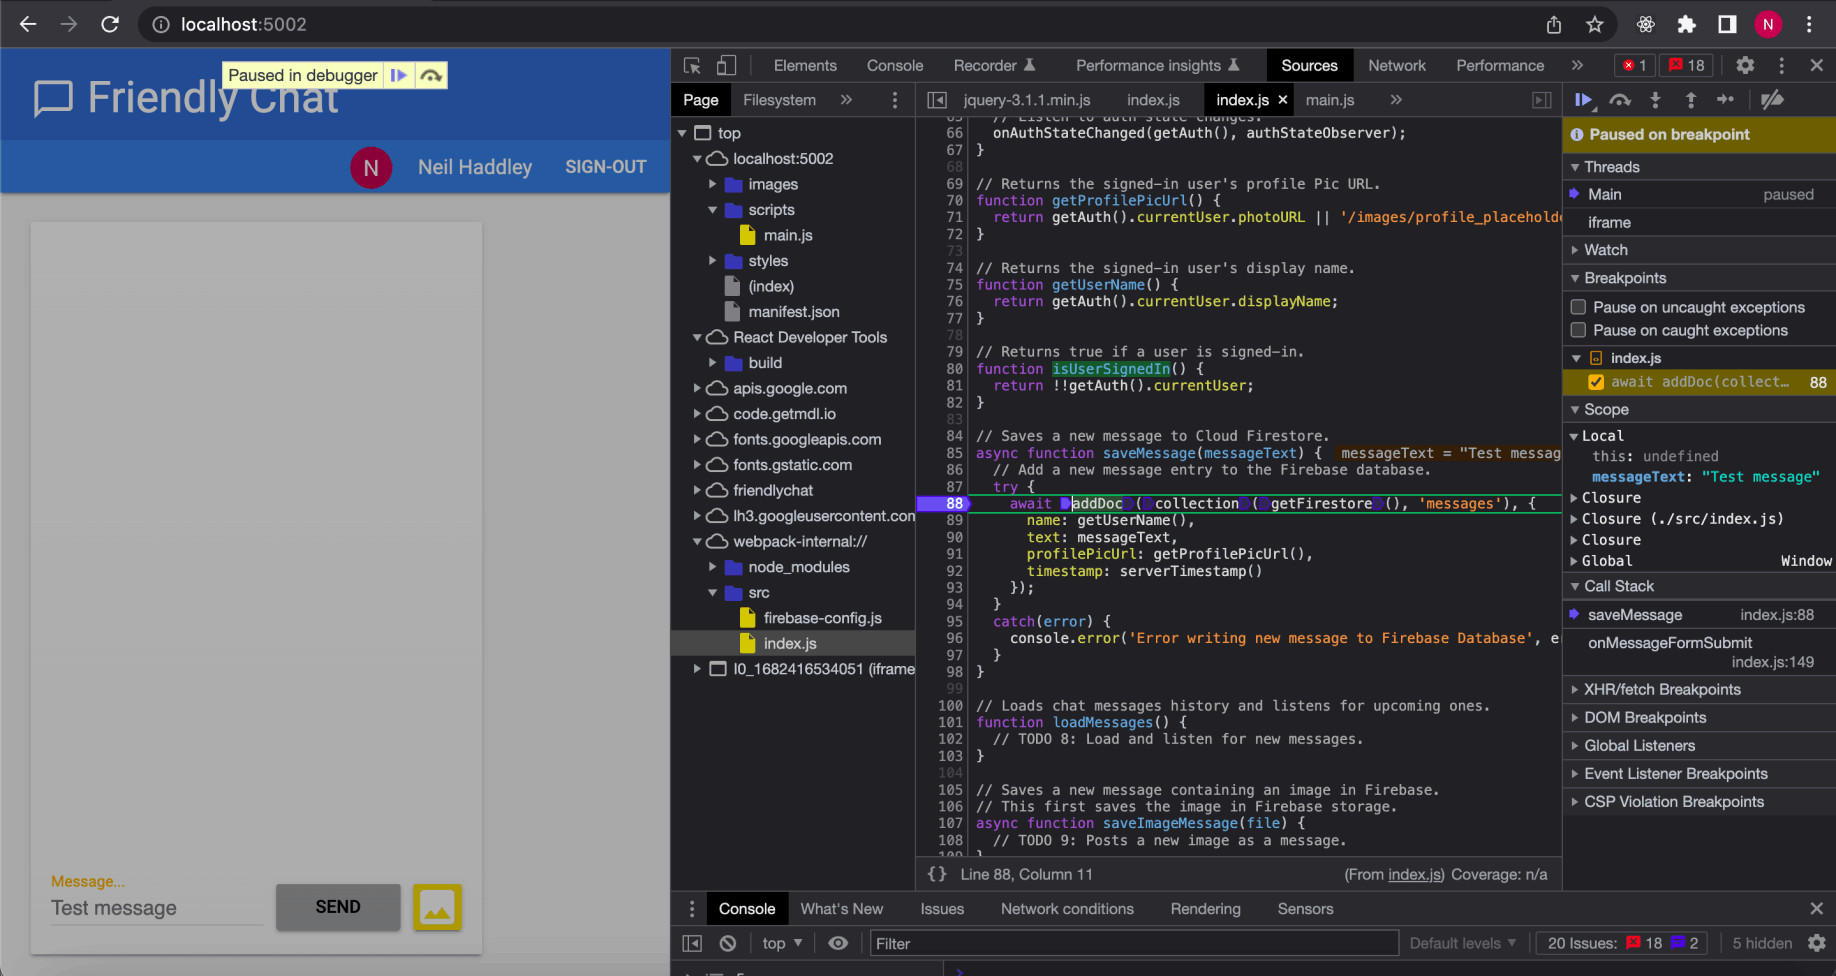 localhost:5002
N
Paused in debugger
Friendly Chat
N
Neil Haddley
SIGN-OUT
Message...
Test message
SEND
Elements
Console
Recorder
Performance insights
Sources
Network
Performance
»
1
18
Page
Filesystem
»
jquery-3.1.1.min.js
index.js
index.js ×
main.js
»
top
localhost:5002
images
scripts
main.js
styles
(index)
manifest.json
React Developer Tools
build
apis.google.com
code.getmdl.io
fonts.googleapis.com
fonts.gstatic.com
friendlychat
lh3.googleusercontent.con
webpack-internal://
node_modules
src
firebase-config.js
index.js
I0_1682416534051 (iframe
65 // Listen to auth state changes.
66 onAuthStateChanged(getAuth(), authStateObserver);
67 }
68
69 // Returns the signed-in user's profile Pic URL.
70 function getProfilePicUrl() {
71 return getAuth().currentUser.photoURL || '/images/profile_placehold
72 }
73
74 // Returns the signed-in user's display name.
75 function getUserName() {
76 return getAuth().currentUser.displayName;
77 }
78
79 // Returns true if a user is signed-in.
80 function isUserSignedIn() {
81 return !!getAuth().currentUser;
82 }
83
84 // Saves a new message to Cloud Firestore.
85 async function saveMessage(messageText) { messageText = "Test messag
86 // Add a new message entry to the Firebase database.
87 try {
88 await addDoc(collection(getFirestore(), 'messages'), {
89 name: getUserName(),
90 text: messageText,
91 profilePicUrl: getProfilePicUrl(),
92 timestamp: serverTimestamp()
93 });
94 }
95 catch(error) {
96 console.error('Error writing new message to Firebase Database', e
97 }
98 }
99
100 // Loads chat messages history and listens for upcoming ones.
101 function loadMessages() {
102 // TODO 8: Load and listen for new messages.
103 }
104
105 // Saves a new message containing an image in Firebase.
106 // This first saves the image in Firebase storage.
107 async function saveImageMessage(file) {
108 // TODO 9: Posts a new image as a message.
109 }
{} Line 88, Column 11
(From index.js) Coverage: n/a
Paused on breakpoint
Threads
Main paused
iframe
Watch
Breakpoints
Pause on uncaught exceptions
Pause on caught exceptions
index.js
await addDoc(collect… 88
Scope
Local
this: undefined
messageText: "Test message"
Closure
Closure (./src/index.js)
Closure
Global Window
Call Stack
saveMessage index.js:88
onMessageFormSubmit
index.js:149
XHR/fetch Breakpoints
DOM Breakpoints
Global Listeners
Event Listener Breakpoints
CSP Violation Breakpoints
Console
What's New
Issues
Network conditions
Rendering
Sensors
top
Filter
Default levels
20 Issues: 18 2
5 hidden